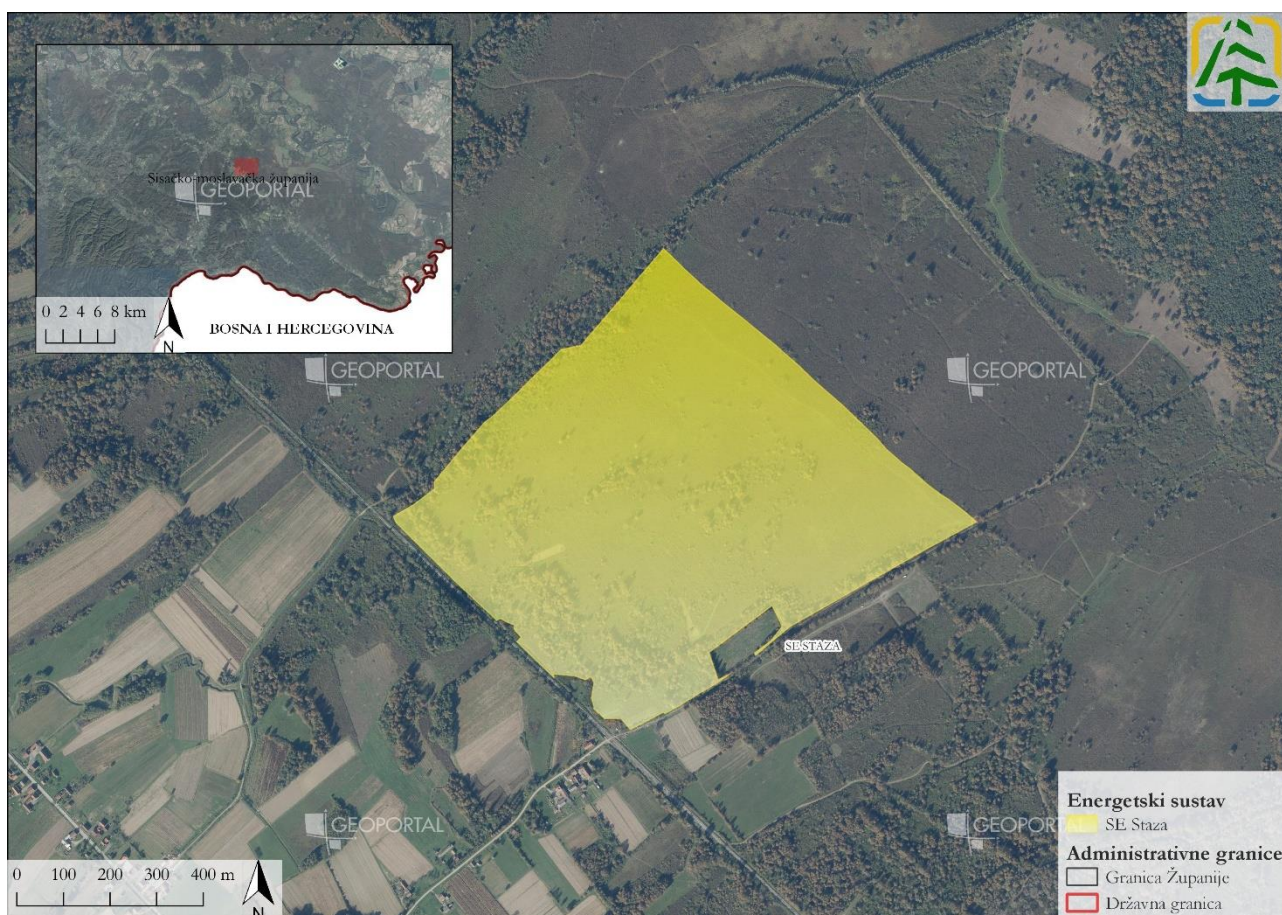 Sisačko-moslavačka županija
GEOPORTAL
0 2 4 6 8 km
N
BOSNA I HERCEGOVINA
GEOPORTAL
GEOPORTAL
SE STAZA
GEOPORTAL
GEOPORTAL
0 100 200 300 400 m
N
Energetski sustav
SE Staza
Administrativne granice
Granica Županije
Državna granica